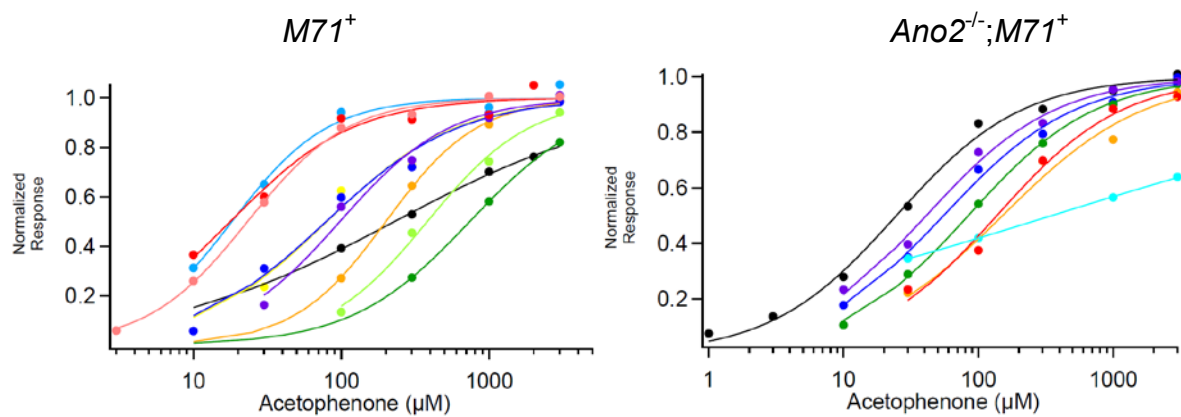 M71⁺
Normalized
Response
1.0
0.8
0.6
0.4
0.2
10
100
1000
Acetophenone (µM)
Ano2⁻/⁻;M71⁺
Normalized
Response
1.0
0.8
0.6
0.4
0.2
1
10
100
1000
Acetophenone (µM)